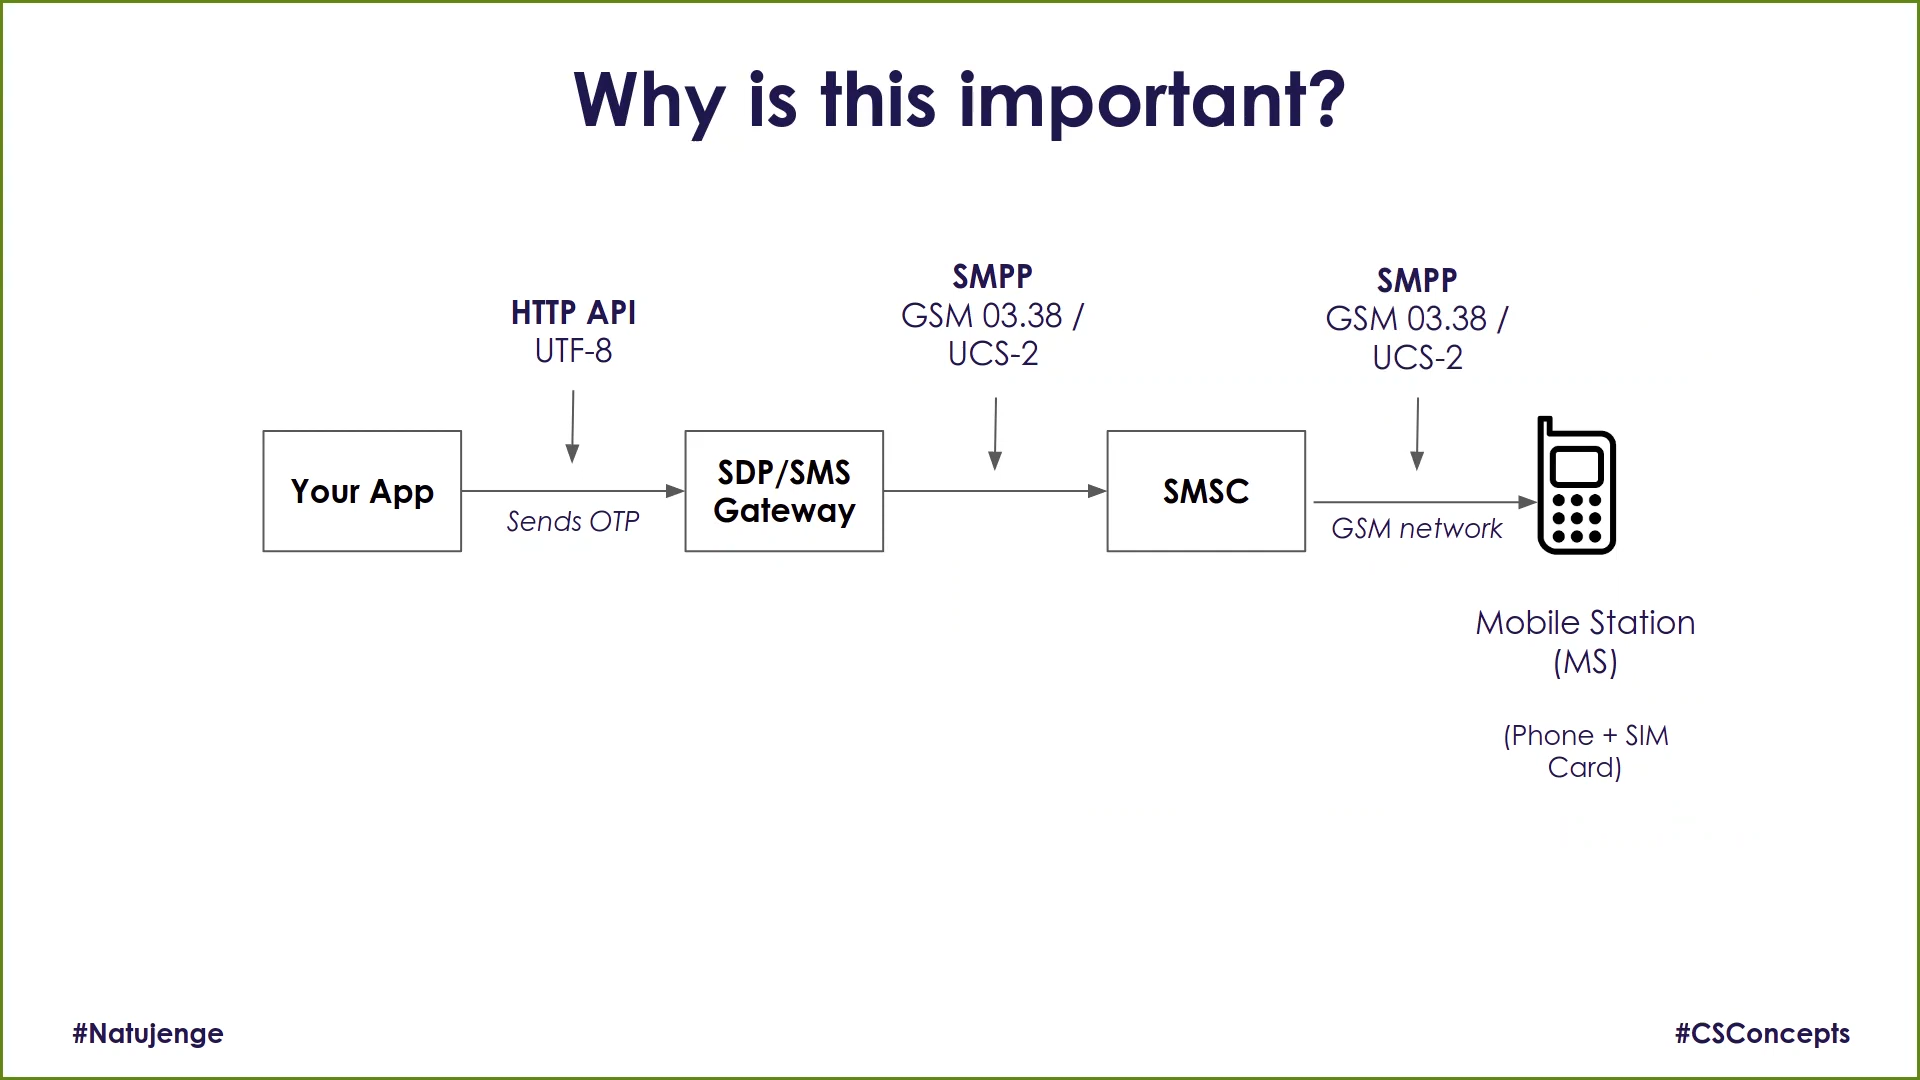 Why is this important?
HTTP API
UTF-8
SMPP
GSM 03.38 /
UCS-2
SMPP
GSM 03.38 /
UCS-2
Your App
Sends OTP
SDP/SMS
Gateway
SMSC
GSM network
Mobile Station
(MS)
(Phone + SIM
Card)
#Natujenge
#CSConcepts